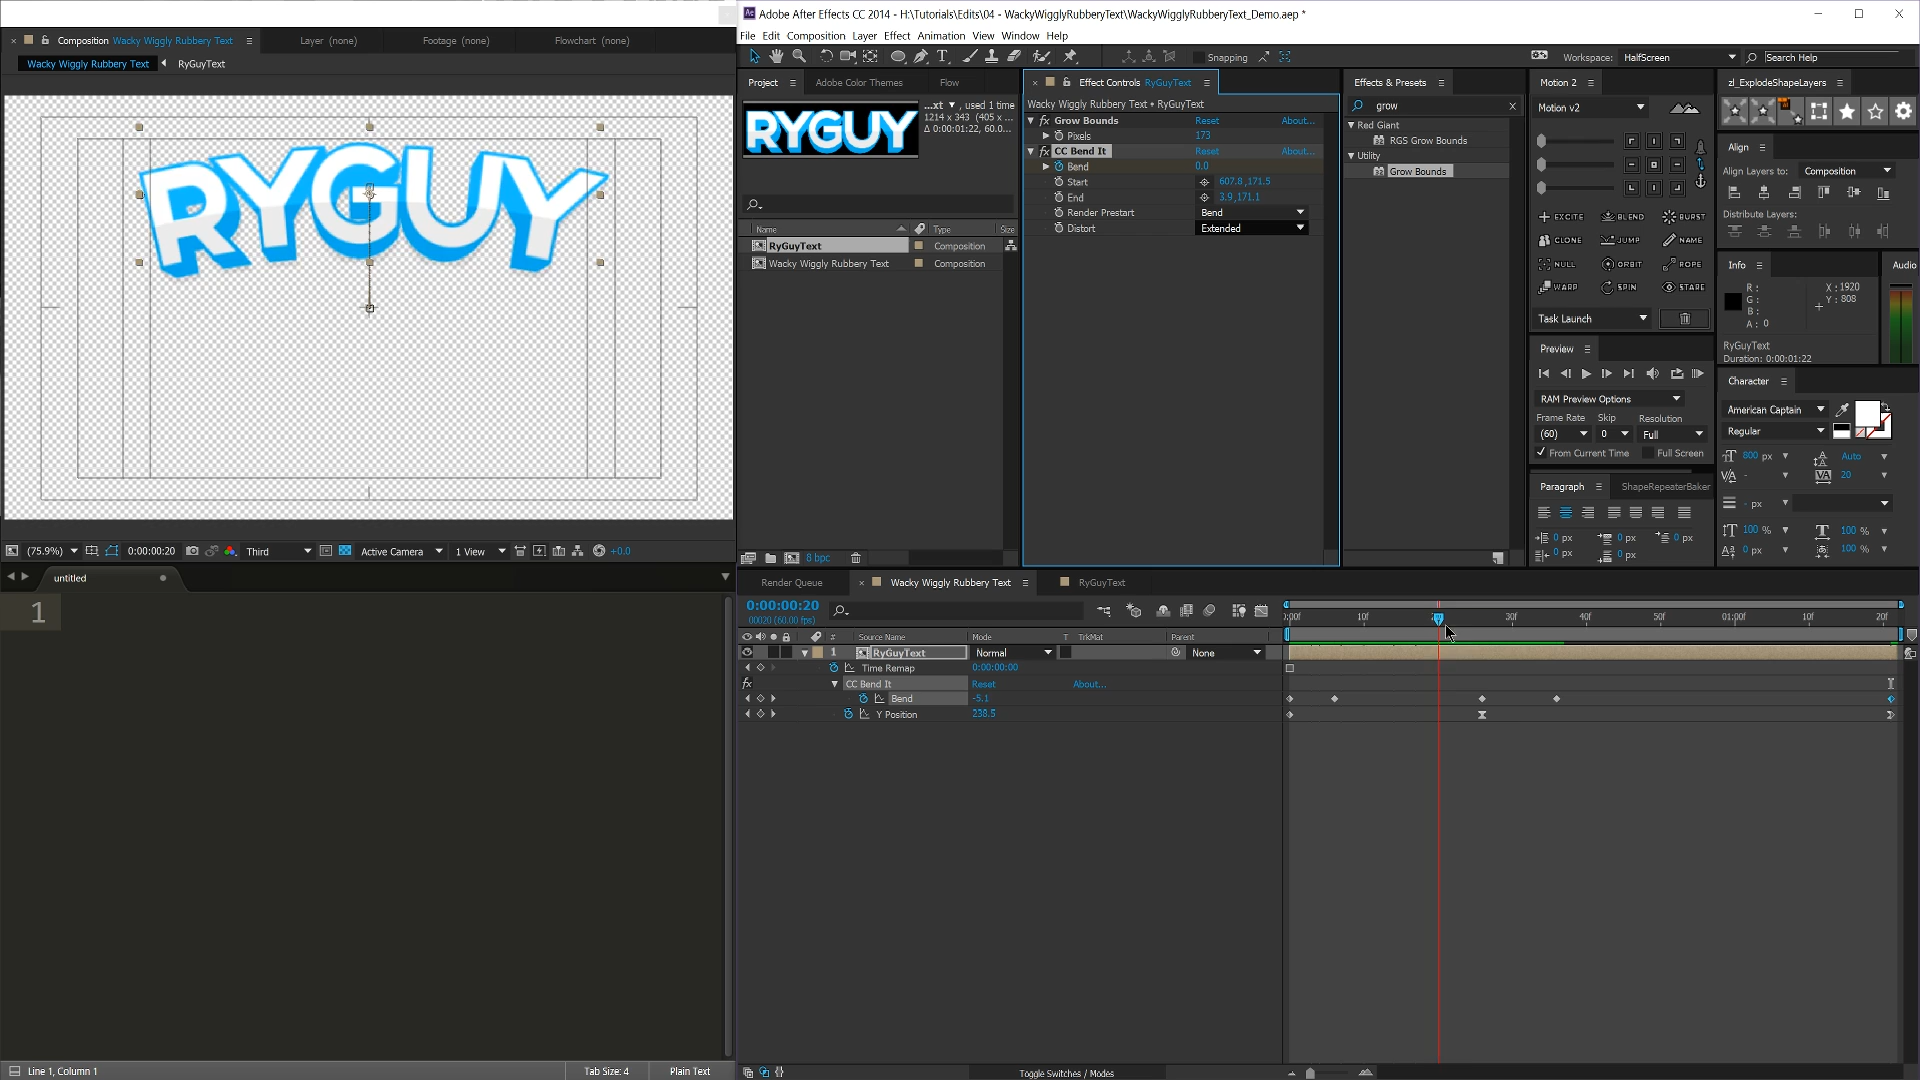 Adobe After Effects CC 2014 - H:\Tutorials\Edits\04 - WackyWigglyRubberyText\WackyWigglyRubberyText_Demo.aep *
File Edit Composition Layer Effect Animation View Window Help
Composition Wacky Wiggly Rubbery Text
Layer (none)
Footage (none)
Flowchart (none)
Wacky Wiggly Rubbery Text
RyGuyText
Snapping
Workspace: HalfScreen
Search Help
Project
Adobe Color Themes
Flow
Effect Controls RyGuyText
Effects & Presets
Motion 2
zl_ExplodeShapeLayers
RYGUY
...xt ▼ , used 1 time
1214 x 343 (405 x ...
Δ 0:00:01:22, 60.0...
Name
Type
Size
RyGuyText
Composition
Wacky Wiggly Rubbery Text
Composition
8 bpc
Wacky Wiggly Rubbery Text • RyGuyText
Grow Bounds Reset About...
Pixels 173
CC Bend It Reset About...
Bend 0.0
Start 607.8,171.5
End 3.9,171.1
Render Prestart Bend
Distort Extended
grow
Red Giant
RGS Grow Bounds
Utility
Grow Bounds
Motion v2
EXCITE BLEND BURST
CLONE JUMP NAME
NULL ORBIT ROPE
WARP SPIN STARE
Task Launch
Align
Align Layers to: Composition
Distribute Layers:
Info
Audio
R :
G :
B :
A : 0
X : 1920
Y : 808
RyGuyText
Duration: 0:00:01:22
Preview
RAM Preview Options
Frame Rate Skip Resolution
(60) 0 Full
From Current Time Full Screen
Character
American Captain
Regular
800 px Auto
- 20
- px
100 % 100 %
0 px 100 %
Paragraph
ShapeRepeaterBaker
0 px 0 px 0 px
0 px 0 px
RYGUY
(75.9%) 0:00:00:20 Third Active Camera 1 View +0.0
untitled
1
Line 1, Column 1
Tab Size: 4
Plain Text
Render Queue
Wacky Wiggly Rubbery Text
RyGuyText
0:00:00:20
00020 (60.00 fps)
# Source Name Mode T TrkMat Parent
1 RyGuyText Normal None
Time Remap 0:00:00:00
CC Bend It Reset About...
Bend -5.1
Y Position 238.5
:00f 10f 30f 40f 50f 01:00f 10f 20f
Toggle Switches / Modes